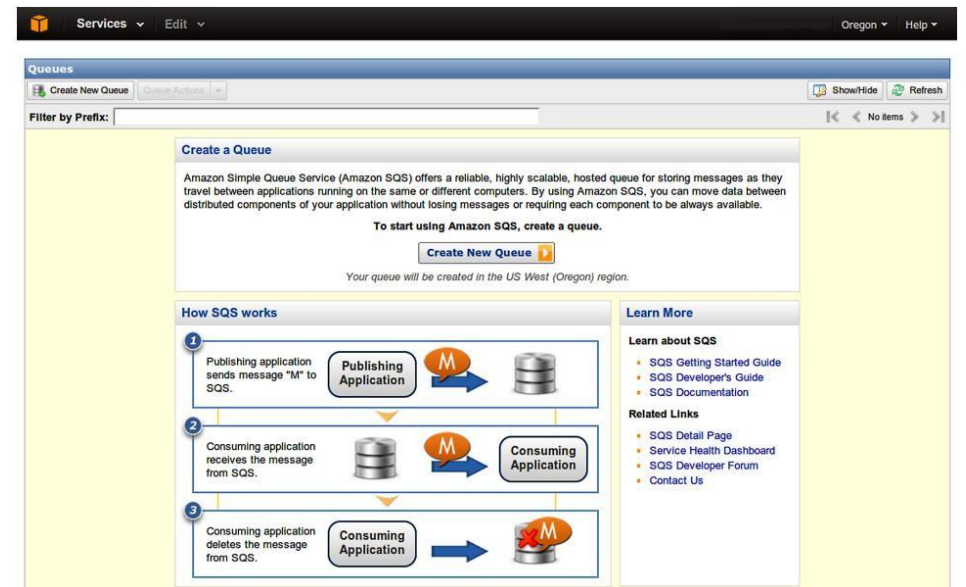 Services Edit Oregon Help
Queues
Create New Queue Queue Actions Show/Hide Refresh
Filter by Prefix: No items
Create a Queue
Amazon Simple Queue Service (Amazon SQS) offers a reliable, highly scalable, hosted queue for storing messages as they
travel between applications running on the same or different computers. By using Amazon SQS, you can move data between
distributed components of your application without losing messages or requiring each component to be always available.
To start using Amazon SQS, create a queue.
Create New Queue
Your queue will be created in the US West (Oregon) region.
How SQS works
1
Publishing application
sends message "M" to
SQS.
Publishing
Application
M
2
Consuming application
receives the message
from SQS.
M
Consuming
Application
3
Consuming application
deletes the message
from SQS.
Consuming
Application
M
Learn More
Learn about SQS
SQS Getting Started Guide
SQS Developer's Guide
SQS Documentation
Related Links
SQS Detail Page
Service Health Dashboard
SQS Developer Forum
Contact Us